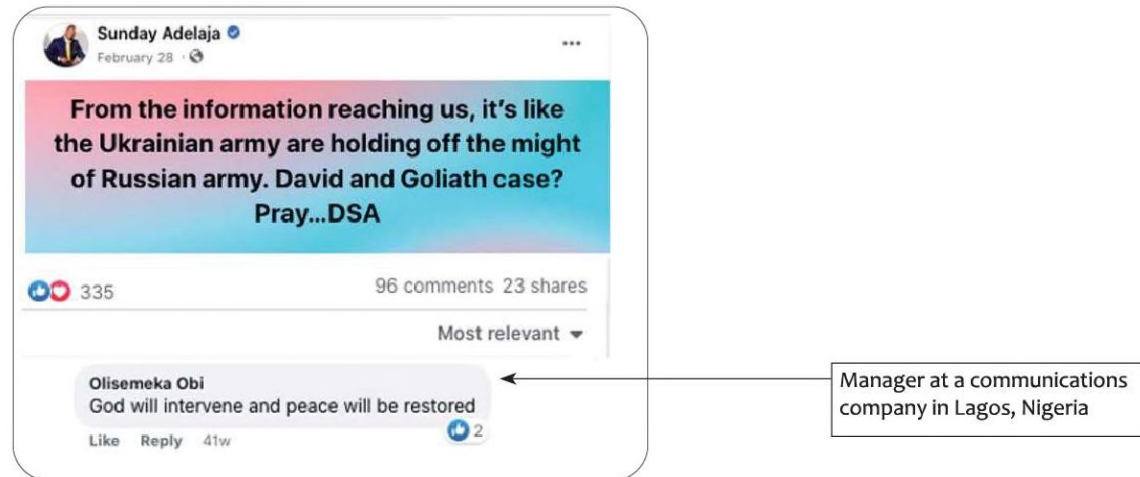 Sunday Adelaja
February 28 ·
...
From the information reaching us, it's like
the Ukrainian army are holding off the might
of Russian army. David and Goliath case?
Pray...DSA
335
96 comments 23 shares
Most relevant
Olisemeka Obi
God will intervene and peace will be restored
Like Reply 41w
2
Manager at a communications
company in Lagos, Nigeria